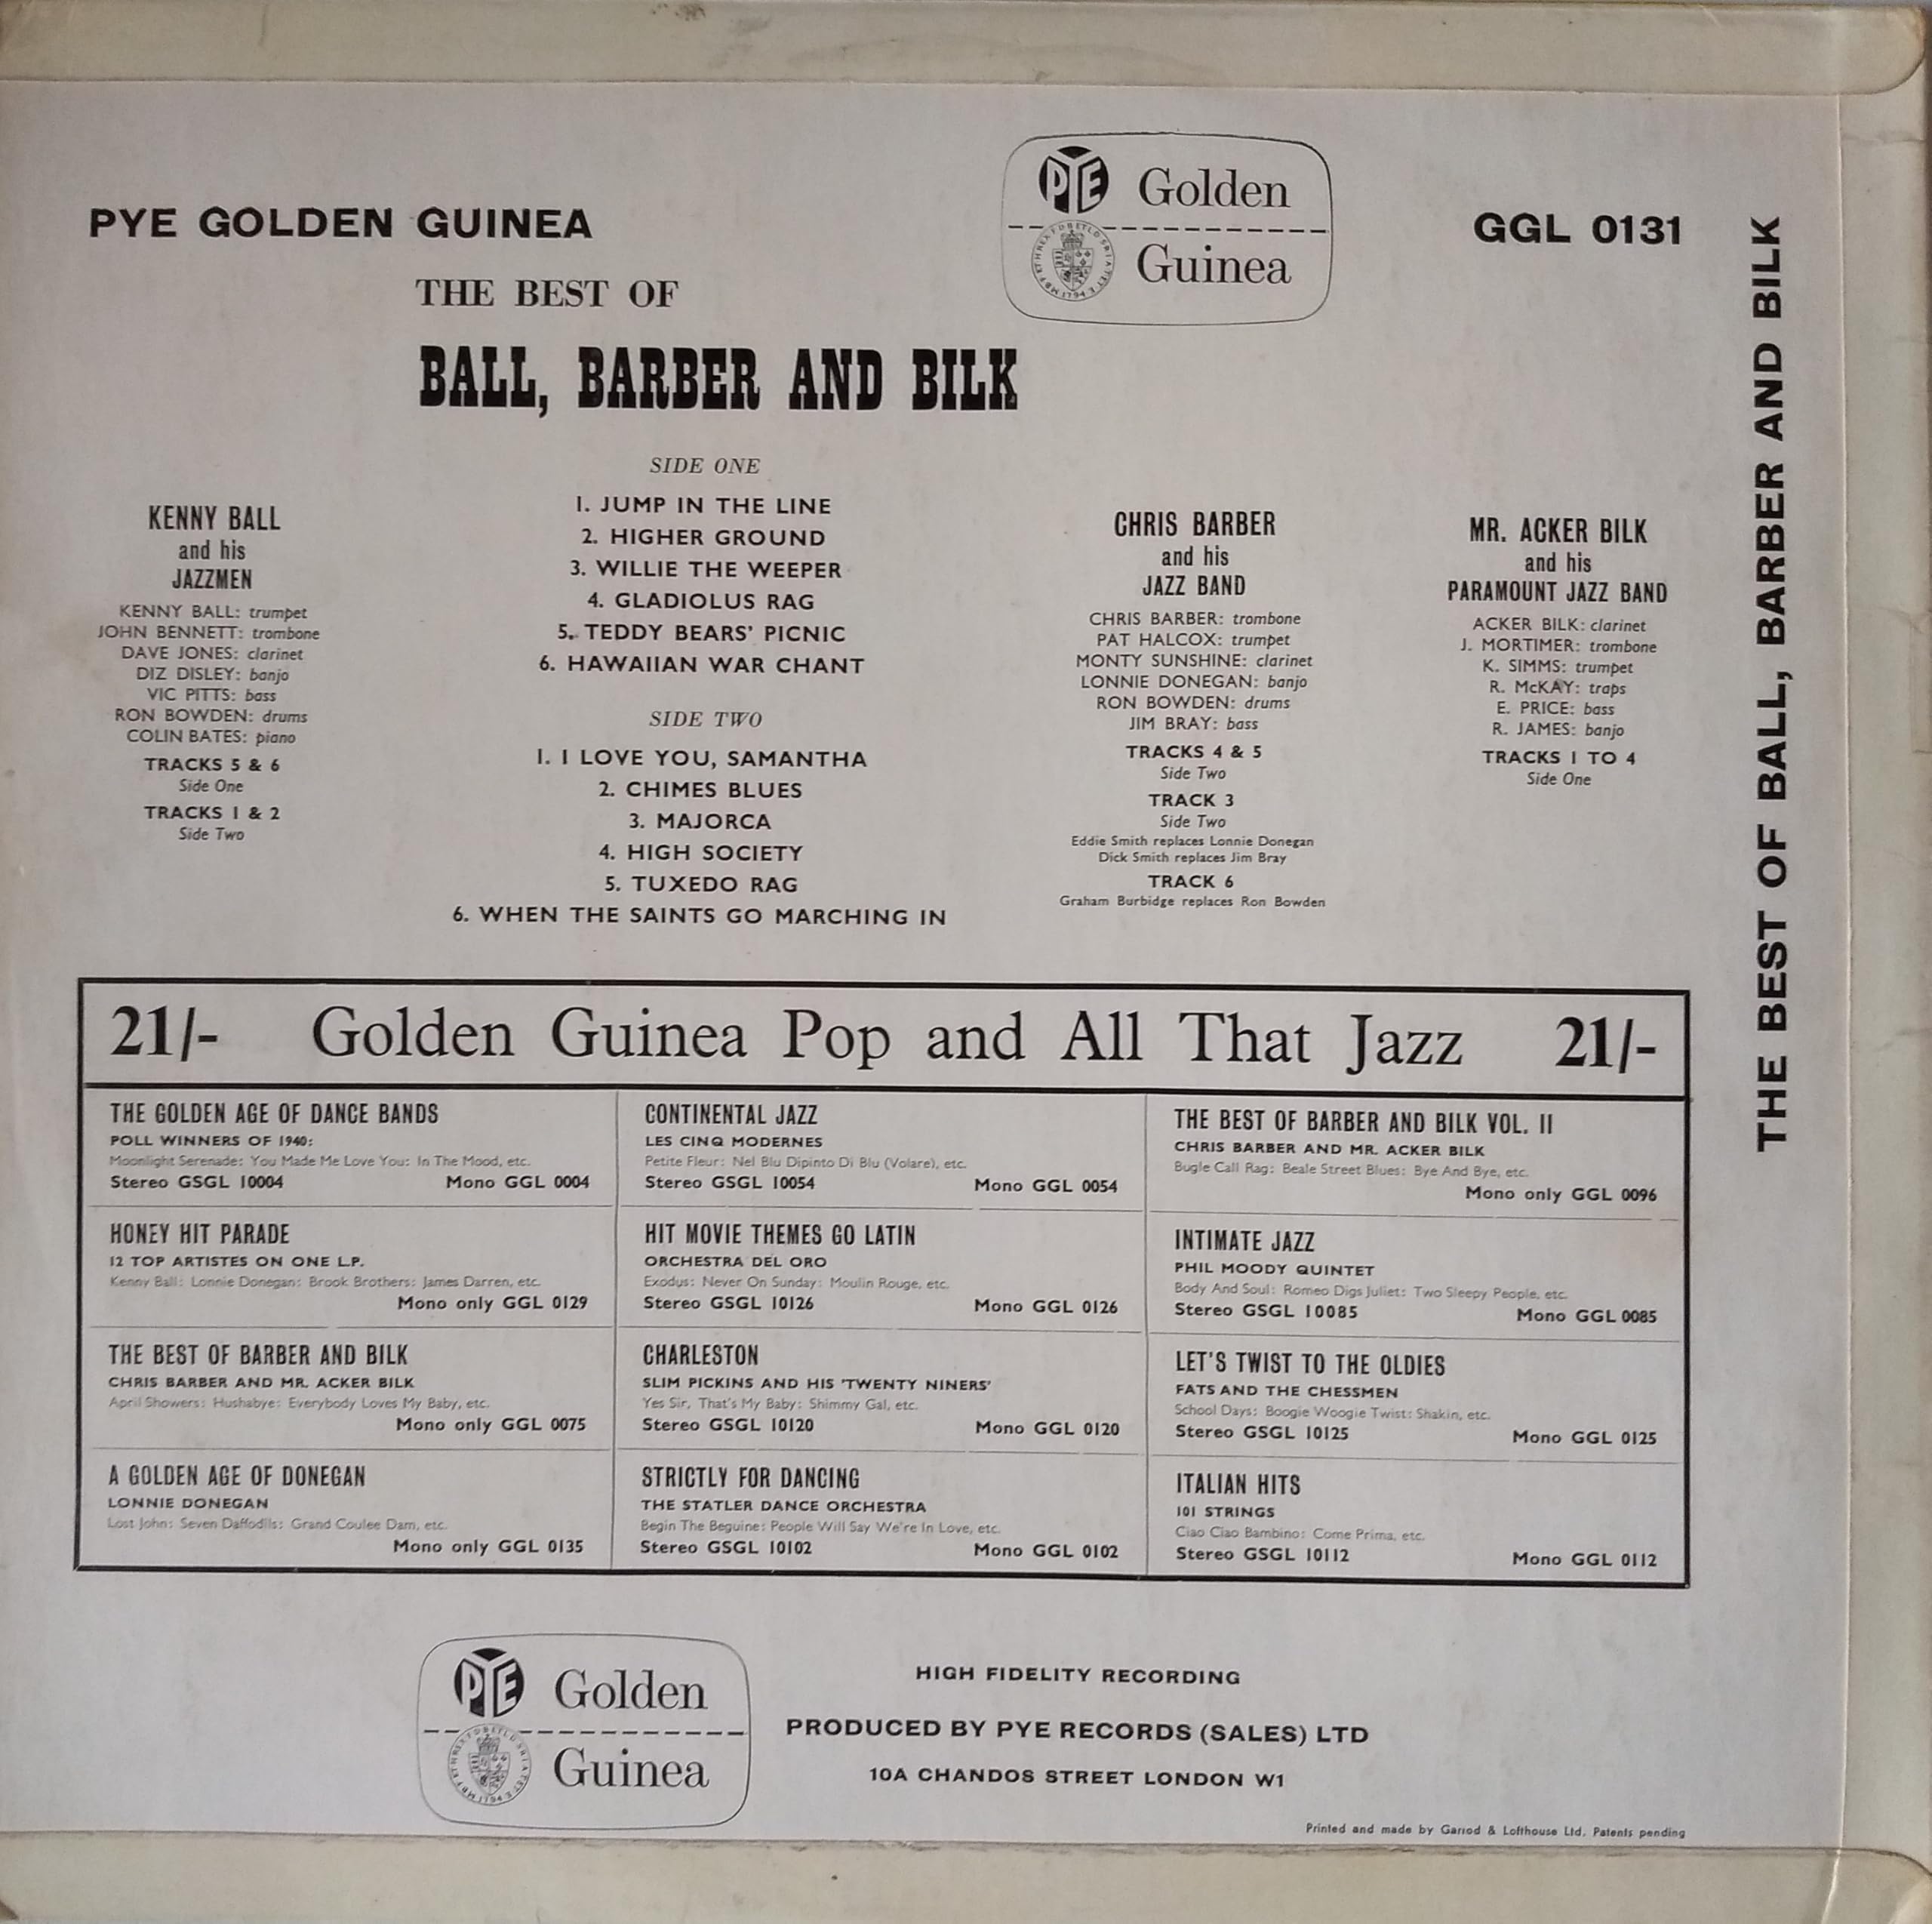 PYE GOLDEN GUINEA
PYE Golden
Guinea
GGL 0131
THE BEST OF
BALL, BARBER AND BILK
KENNY BALL
and his
JAZZMEN
KENNY BALL: trumpet
JOHN BENNETT: trombone
DAVE JONES: clarinet
DIZ DISLEY: banjo
VIC PITTS: bass
RON BOWDEN: drums
COLIN BATES: piano
TRACKS 5 & 6
Side One
TRACKS 1 & 2
Side Two
SIDE ONE
1. JUMP IN THE LINE
2. HIGHER GROUND
3. WILLIE THE WEEPER
4. GLADIOLUS RAG
5. TEDDY BEARS' PICNIC
6. HAWAIIAN WAR CHANT
SIDE TWO
1. I LOVE YOU, SAMANTHA
2. CHIMES BLUES
3. MAJORCA
4. HIGH SOCIETY
5. TUXEDO RAG
6. WHEN THE SAINTS GO MARCHING IN
CHRIS BARBER
and his
JAZZ BAND
CHRIS BARBER: trombone
PAT HALCOX: trumpet
MONTY SUNSHINE: clarinet
LONNIE DONEGAN: banjo
RON BOWDEN: drums
JIM BRAY: bass
TRACKS 4 & 5
Side Two
TRACK 3
Side Two
Eddie Smith replaces Lonnie Donegan
Dick Smith replaces Jim Bray
TRACK 6
Graham Burbidge replaces Ron Bowden
MR. ACKER BILK
and his
PARAMOUNT JAZZ BAND
ACKER BILK: clarinet
J. MORTIMER: trombone
K. SIMMS: trumpet
R. McKAY: traps
E. PRICE: bass
R. JAMES: banjo
TRACKS 1 TO 4
Side One
THE BEST OF BALL, BARBER AND BILK
21/- Golden Guinea Pop and All That Jazz 21/-
THE GOLDEN AGE OF DANCE BANDS
POLL WINNERS OF 1940:
Moonlight Serenade: You Made Me Love You: In The Mood, etc.
Stereo GSGL 10004 Mono GGL 0004
HONEY HIT PARADE
12 TOP ARTISTES ON ONE L.P.
Kenny Ball: Lonnie Donegan: Brook Brothers: James Darren, etc.
Mono only GGL 0129
THE BEST OF BARBER AND BILK
CHRIS BARBER AND MR. ACKER BILK
April Showers: Hushabye: Everybody Loves My Baby, etc.
Mono only GGL 0075
A GOLDEN AGE OF DONEGAN
LONNIE DONEGAN
Lost John: Seven Daffodils: Grand Coulee Dam, etc.
Mono only GGL 0135
CONTINENTAL JAZZ
LES CINQ MODERNES
Petite Fleur: Nel Blu Dipinto Di Blu (Volare), etc.
Stereo GSGL 10054 Mono GGL 0054
HIT MOVIE THEMES GO LATIN
ORCHESTRA DEL ORO
Exodus: Never On Sunday: Moulin Rouge, etc.
Stereo GSGL 10126 Mono GGL 0126
CHARLESTON
SLIM PICKINS AND HIS 'TWENTY NINERS'
Yes Sir, That's My Baby: Shimmy Gal, etc.
Stereo GSGL 10120 Mono GGL 0120
STRICTLY FOR DANCING
THE STATLER DANCE ORCHESTRA
Begin The Beguine: People Will Say We're In Love, etc.
Stereo GSGL 10102 Mono GGL 0102
THE BEST OF BARBER AND BILK VOL. II
CHRIS BARBER AND MR. ACKER BILK
Bugle Call Rag: Beale Street Blues: Bye And Bye, etc.
Mono only GGL 0096
INTIMATE JAZZ
PHIL MOODY QUINTET
Body And Soul: Romeo Digs Juliet: Two Sleepy People, etc.
Stereo GSGL 10085 Mono GGL 0085
LET'S TWIST TO THE OLDIES
FATS AND THE CHESSMEN
School Days: Boogie Woogie Twist: Shakin, etc.
Stereo GSGL 10125 Mono GGL 0125
ITALIAN HITS
101 STRINGS
Ciao Ciao Bambino: Come Prima, etc.
Stereo GSGL 10112 Mono GGL 0112
PYE Golden
Guinea
HIGH FIDELITY RECORDING
PRODUCED BY PYE RECORDS (SALES) LTD
10A CHANDOS STREET LONDON W1
Printed and made by Garrod & Lofthouse Ltd. Patents pending